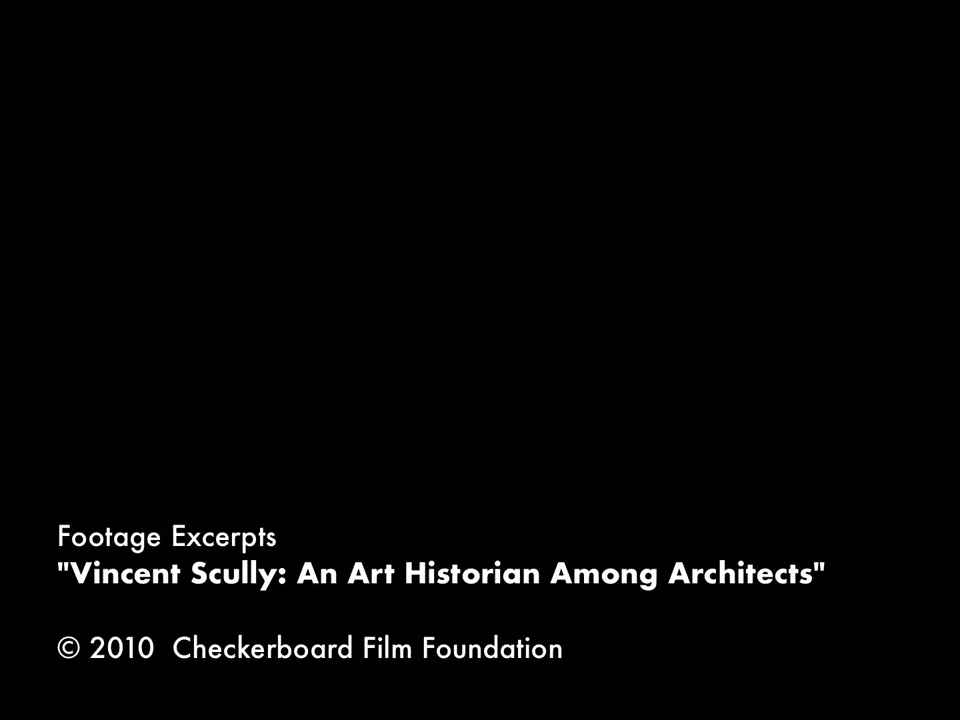 Footage Excerpts
"Vincent Scully: An Art Historian Among Architects"
© 2010 Checkerboard Film Foundation